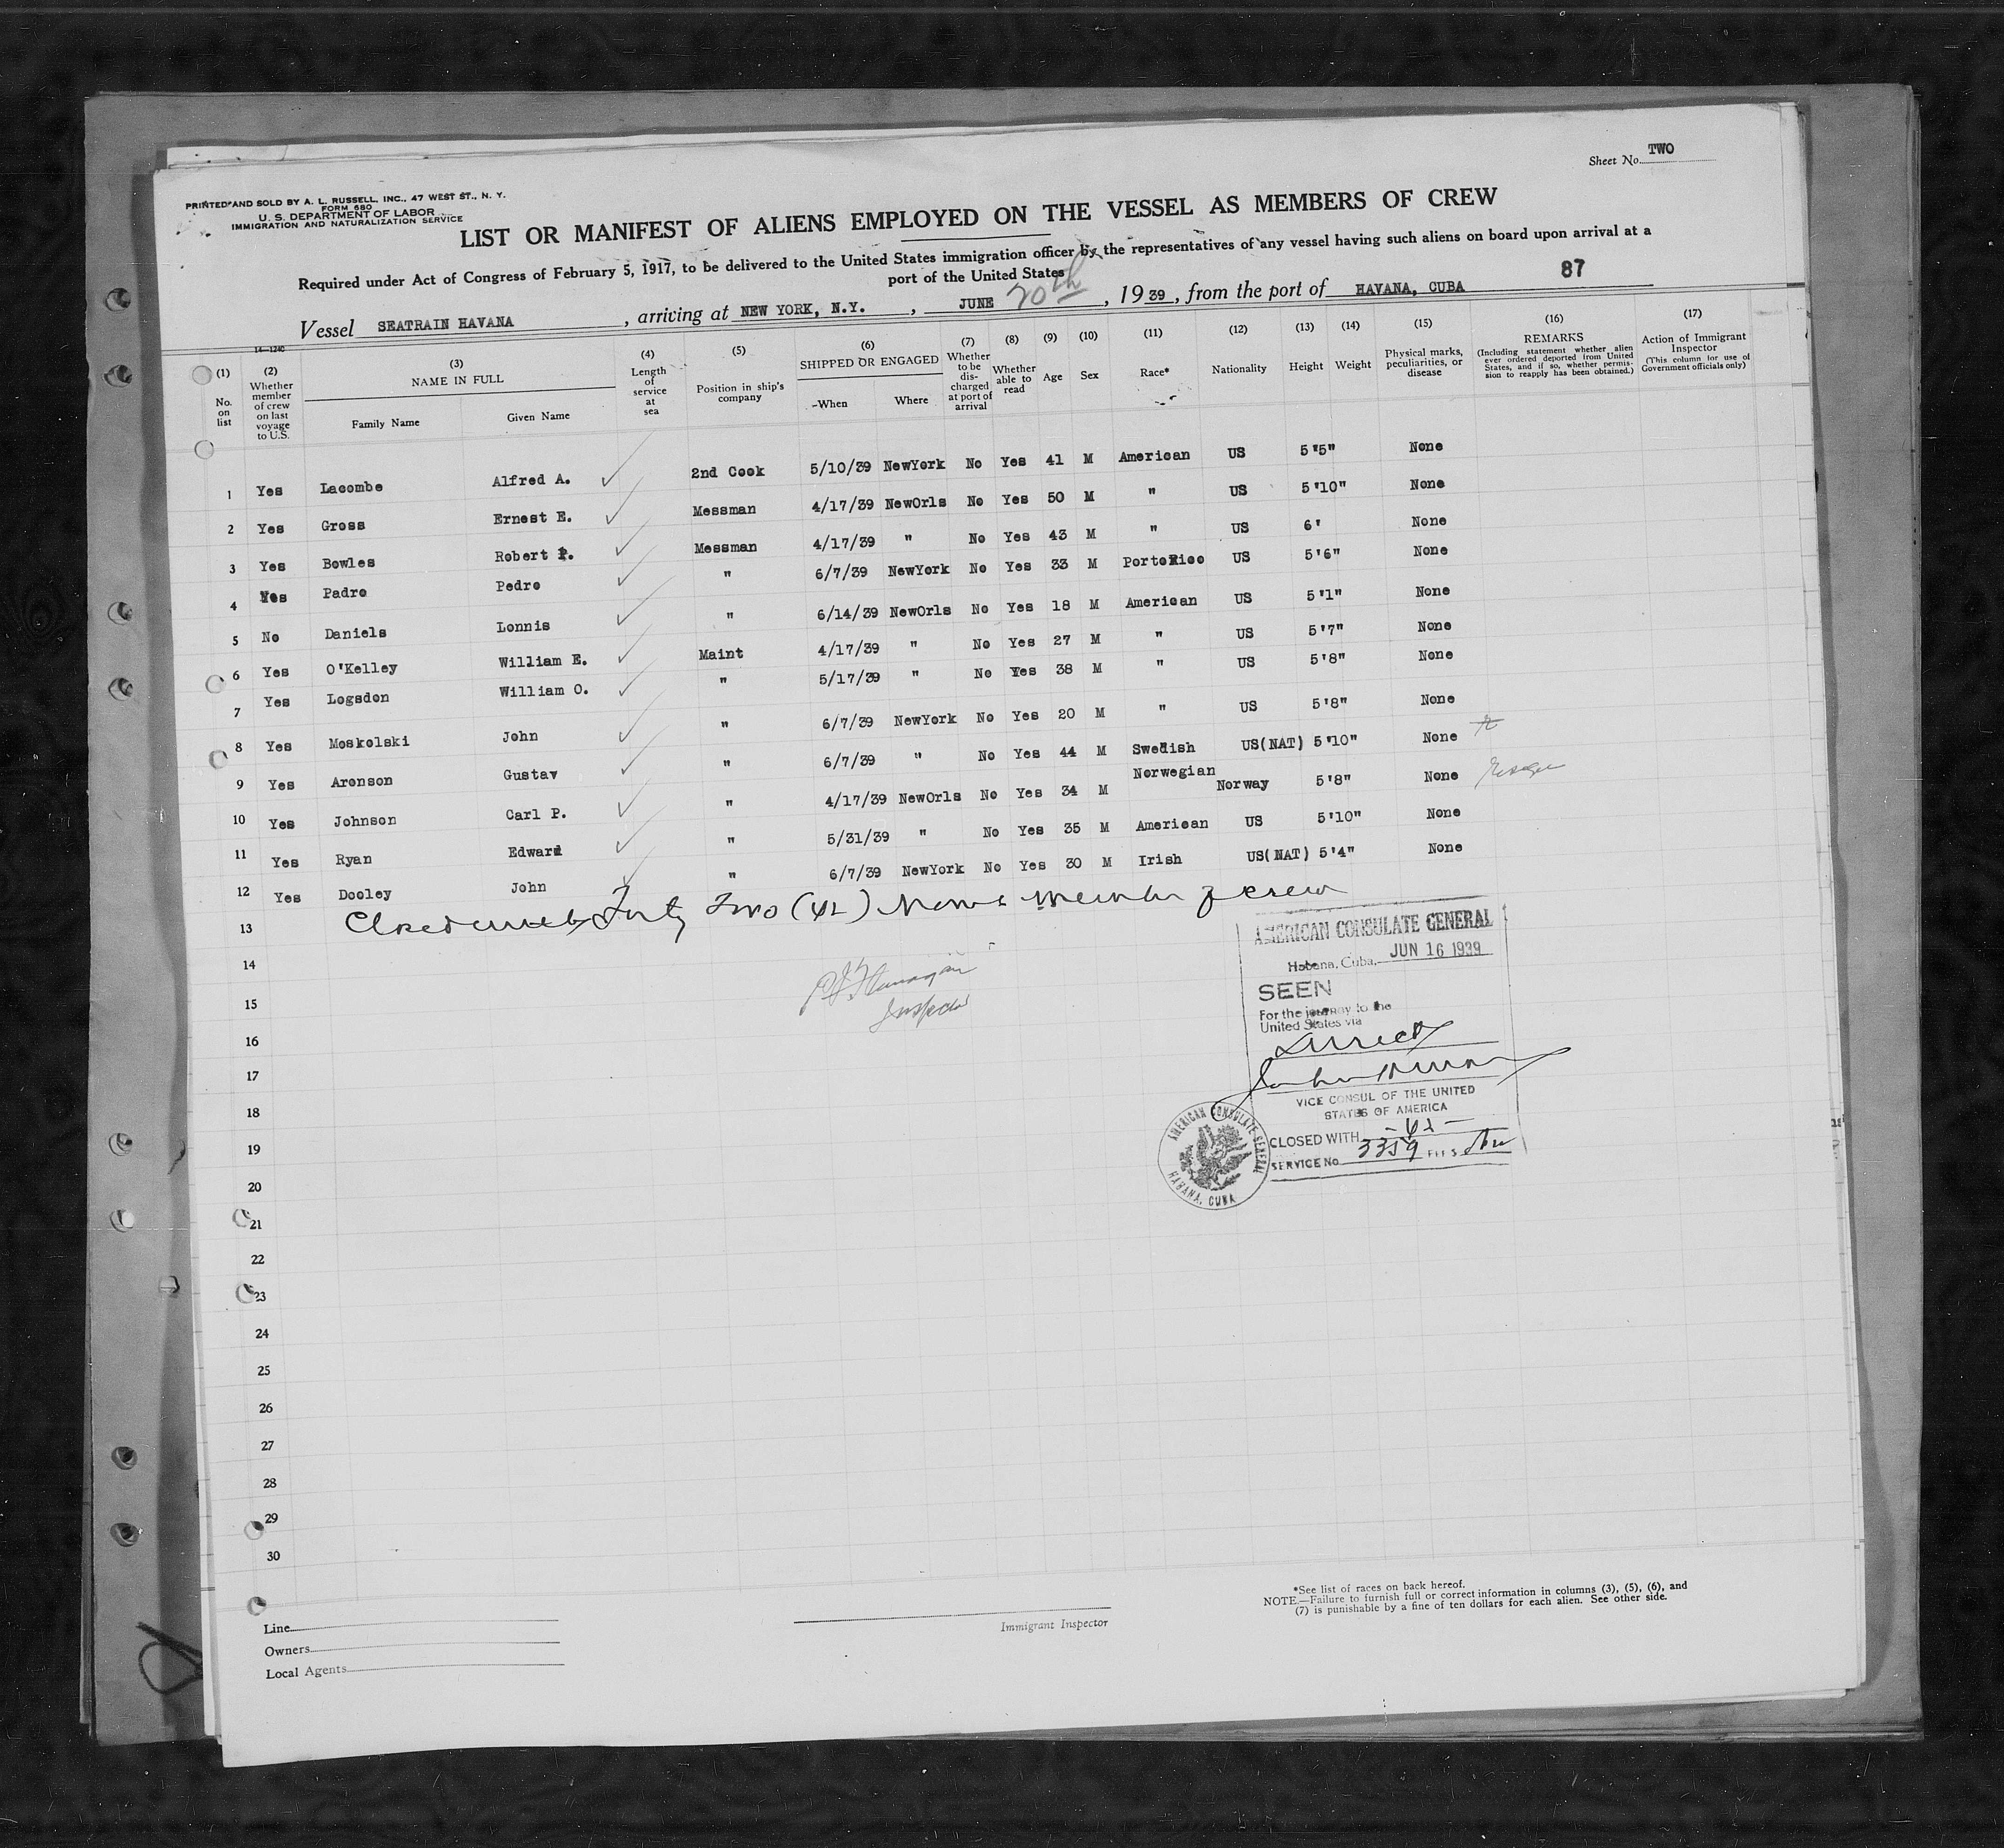 Sheet No. TWO
PRINTED AND SOLD BY A. L. RUSSELL, INC., 47 WEST ST., N. Y.
FORM 680
U. S. DEPARTMENT OF LABOR
IMMIGRATION AND NATURALIZATION SERVICE
LIST OR MANIFEST OF ALIENS EMPLOYED ON THE VESSEL AS MEMBERS OF CREW
Required under Act of Congress of February 5, 1917, to be delivered to the United States immigration officer by the representatives of any vessel having such aliens on board upon arrival at a
port of the United States
87
Vessel SEATRAIN HAVANA, arriving at NEW YORK, N.Y., JUNE 20th, 1939, from the port of HAVANA, CUBA
14-1240
(1) No. on list
(2) Whether member of crew on last voyage to U.S.
(3) NAME IN FULL
Family Name Given Name
(4) Length of service at sea
(5) Position in ship's company
(6) SHIPPED OR ENGAGED
When Where
(7) Whether to be discharged at port of arrival
(8) Whether able to read
(9) Age
(10) Sex
(11) Race*
(12) Nationality
(13) Height
(14) Weight
(15) Physical marks, peculiarities, or disease
(16) REMARKS (Including statement whether alien ever ordered deported from United States, and if so, whether permission to reapply has been obtained.)
(17) Action of Immigrant Inspector (This column for use of Government officials only)
1 Yes Lacombe Alfred A. 2nd Cook 5/10/39 NewYork No Yes 41 M American US 5'5" None
2 Yes Gross Ernest E. Messman 4/17/39 NewOrls No Yes 50 M " US 5'10" None
3 Yes Bowles Robert P. Messman 4/17/39 " No Yes 43 M " US 6' None
4 Yes Padro Pedro " 6/7/39 NewYork No Yes 33 M PortoRico US 5'6" None
5 No Daniels Lonnis " 6/14/39 NewOrls No Yes 18 M American US 5'1" None
6 Yes O'Kelley William E. Maint 4/17/39 " No Yes 27 M " US 5'7" None
7 Yes Logsdon William O. " 5/17/39 " No Yes 38 M " US 5'8" None
8 Yes Moskolski John " 6/7/39 NewYork No Yes 20 M " US 5'8" None
9 Yes Aronson Gustav " 6/7/39 " No Yes 44 M Swedish US(NAT) 5'10" None
10 Yes Johnson Carl P. " 4/17/39 NewOrls No Yes 34 M Norwegian Norway 5'8" None
11 Yes Ryan Edward " 5/31/39 " No Yes 35 M American US 5'10" None
12 Yes Dooley John " 6/7/39 NewYork No Yes 30 M Irish US(NAT) 5'4" None
13 Closed with Forty Two (42) Names member of crew
14
15
16
17
18
19
20
21
22
23
24
25
26
27
28
29
30
Flanagan
Inspector
AMERICAN CONSULATE GENERAL
Habana, Cuba, JUN 16 1939
SEEN
For the journey to the
United States via
Direct
VICE CONSUL OF THE UNITED
STATES OF AMERICA
CLOSED WITH -42-
SERVICE No. 3359 FEES
AMERICAN CONSULATE GENERAL
HABANA, CUBA
Line
Owners
Local Agents
Immigrant Inspector
*See list of races on back hereof.
NOTE.—Failure to furnish full or correct information in columns (3), (5), (6), and
(7) is punishable by a fine of ten dollars for each alien. See other side.